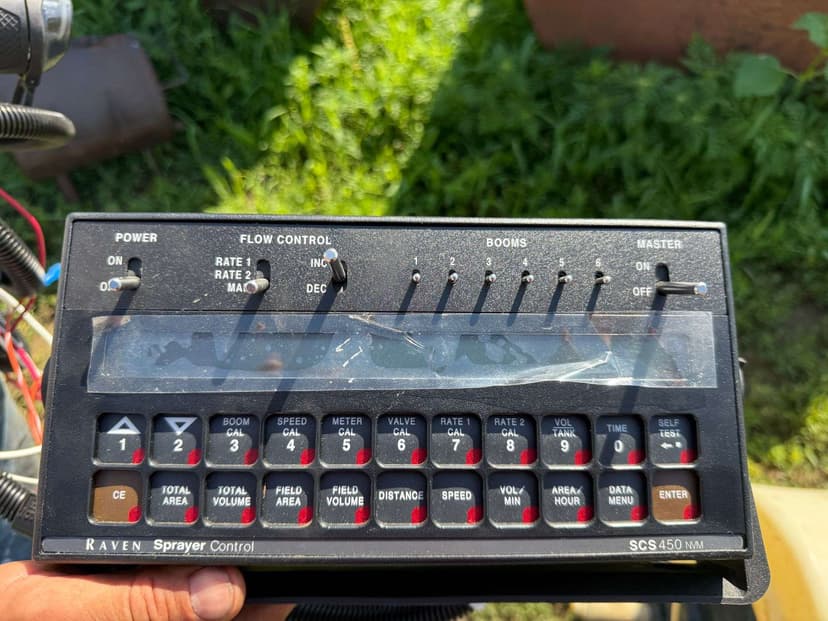 POWER
ON
FLOW CONTROL
RATE 1
RATE 2
MAN
INC
DEC
BOOMS
1 2 3 4 5 6
MASTER
ON
OFF
1
2
BOOM
CAL
3
SPEED
CAL
4
METER
CAL
5
VALVE
CAL
6
RATE 1
CAL
7
RATE 2
CAL
8
VOL
TANK
9
TIME
0
SELF
TEST
CE
TOTAL
AREA
TOTAL
VOLUME
FIELD
AREA
FIELD
VOLUME
DISTANCE
SPEED
VOL/
MIN
AREA/
HOUR
DATA
MENU
ENTER
RAVEN Sprayer Control
SCS 450 NVM